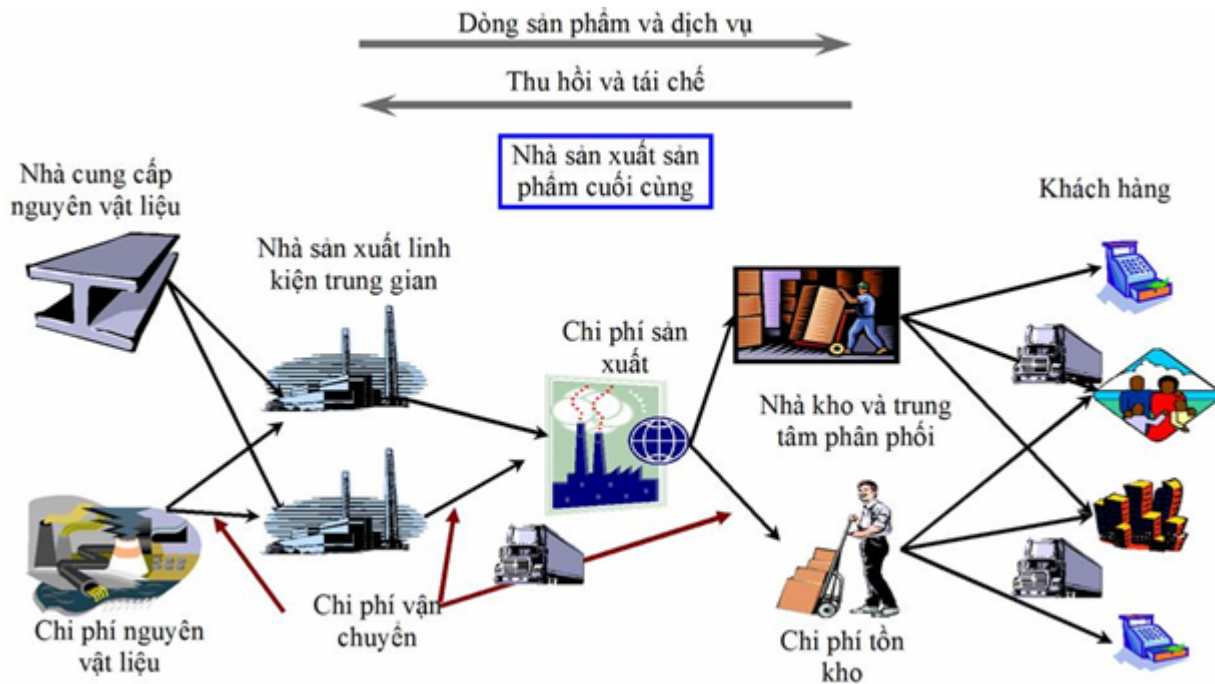 Dòng sản phẩm và dịch vụ
Thu hồi và tái chế
Nhà sản xuất sản
phẩm cuối cùng
Nhà cung cấp
nguyên vật liệu
Khách hàng
Nhà sản xuất linh
kiện trung gian
Chi phí sản
xuất
Nhà kho và trung
tâm phân phối
Chi phí vận
chuyển
Chi phí nguyên
vật liệu
Chi phí tồn
kho